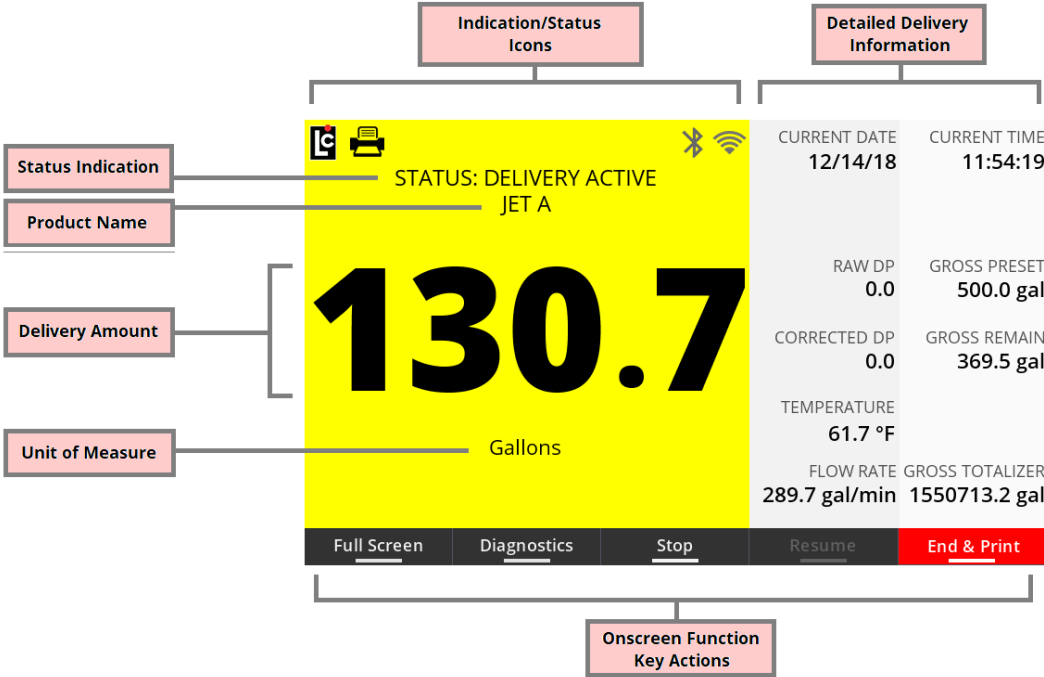 Indication/Status
Icons
Detailed Delivery
Information
Status Indication
Product Name
Delivery Amount
Unit of Measure
LC
STATUS: DELIVERY ACTIVE
JET A
130.7
Gallons
CURRENT DATE
12/14/18
CURRENT TIME
11:54:19
RAW DP
0.0
GROSS PRESET
500.0 gal
CORRECTED DP
0.0
GROSS REMAIN
369.5 gal
TEMPERATURE
61.7 °F
FLOW RATE
289.7 gal/min
GROSS TOTALIZER
1550713.2 gal
Full Screen
Diagnostics
Stop
Resume
End & Print
Onscreen Function
Key Actions